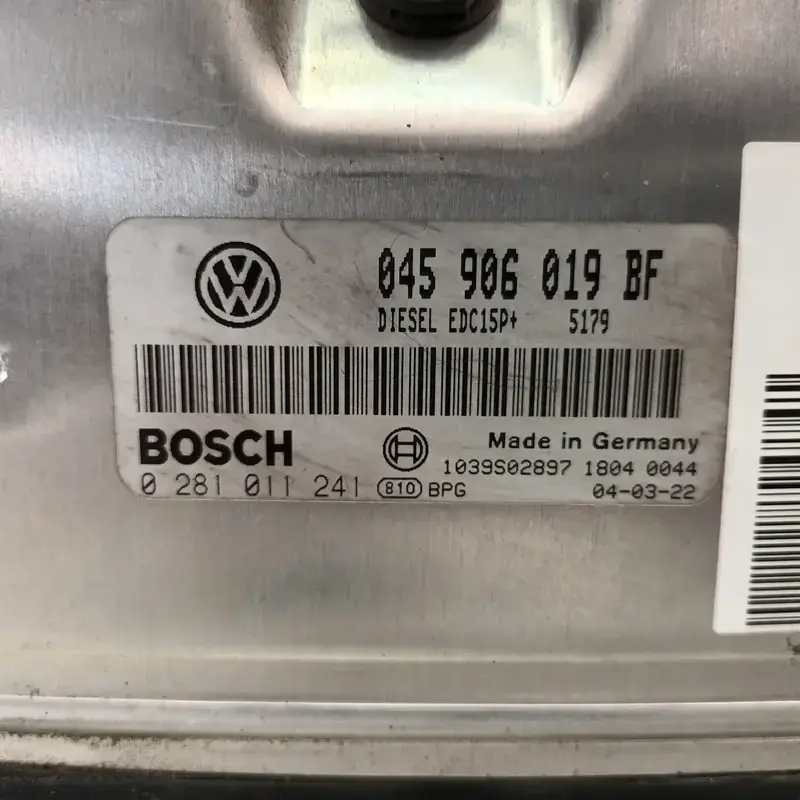 045 906 019 BF
DIESEL EDC15P+ 5179
BOSCH
Made in Germany
1039S02897 1804 0044
0 281 011 241 810 BPG 04-03-22